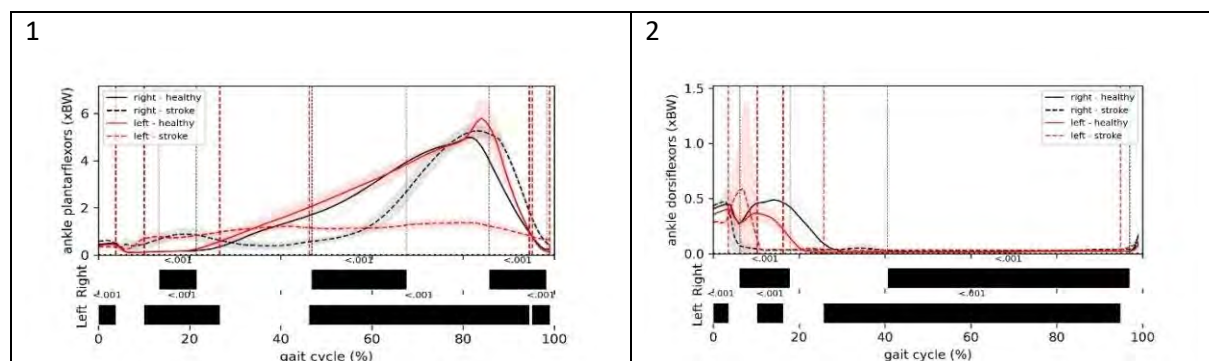 1
6
4
2
0
ankle plantarflexors (xBW)
right - healthy
right - stroke
left - healthy
left - stroke
<.001
<.001
<.001
Right
<.001
<.001
<.001
<.001
Left
0
20
40
60
80
100
gait cycle (%)
2
1.5
1.0
0.5
0.0
ankle dorsiflexors (xBW)
right - healthy
right - stroke
left - healthy
left - stroke
<.001
<.001
Right
<.001
<.001
<.001
Left
0
20
40
60
80
100
gait cycle (%)